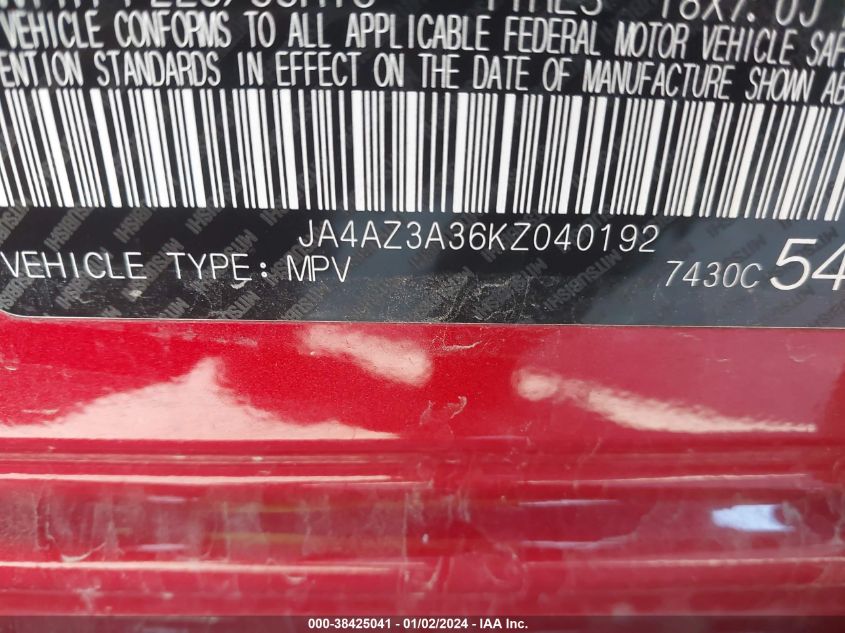 VEHICLE CONFORMS TO ALL APPLICABLE FEDERAL MOTOR VEHICLE SAF
ENTION STANDARDS IN EFFECT ON THE DATE OF MANUFACTURE SHOWN AB
JA4AZ3A36KZ040192
VEHICLE TYPE: MPV
7430C 54
000-38425041 - 01/02/2024 - IAA Inc.